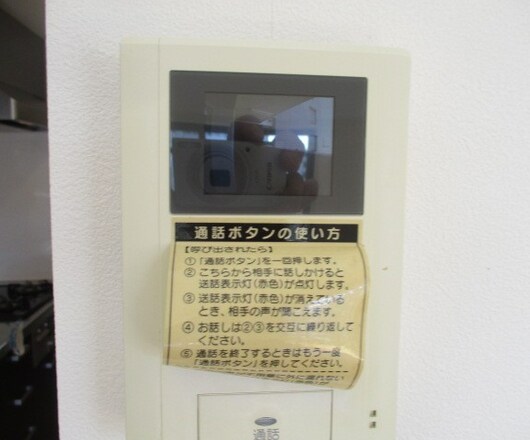 通話ボタンの使い方
【呼び出されたら】
①「通話ボタン」を一回押します。
② こちらから相手に話しかけると
送話表示灯(赤色)が点灯します。
③ 送話表示灯(赤色)が消えている
とき、相手の声が聞こえます。
④ お話しは②③を交互に繰り返して
ください。
⑤ 通話を終了するときはもう一度
「通話ボタン」を押してください。
通話